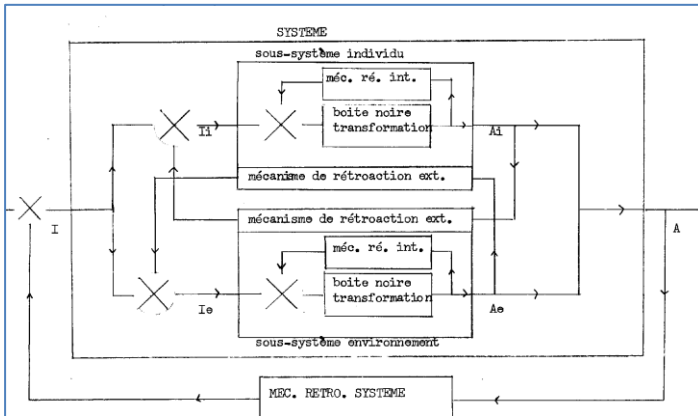 SYSTEME
sous-système individu
méc. ré. int.
boite noire
transformation
Ii
Ai
mécanisme de rétroaction ext.
mécanisme de rétroaction ext.
I
A
méc. ré. int.
boite noire
transformation
Ie
Ae
sous-système environnement
MEC. RETRO. SYSTEME